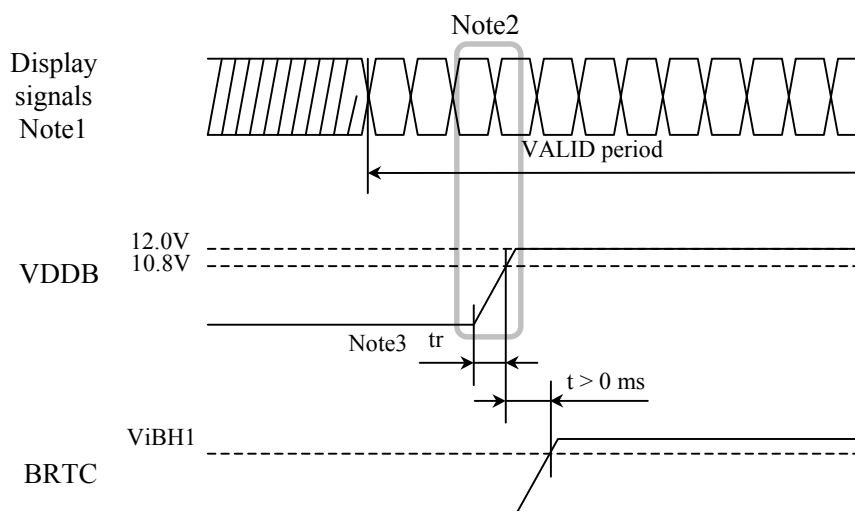 Note2
Display
signals
Note1
VALID period
12.0V
10.8V
VDDB
Note3
tr
t > 0 ms
ViBH1
BRTC